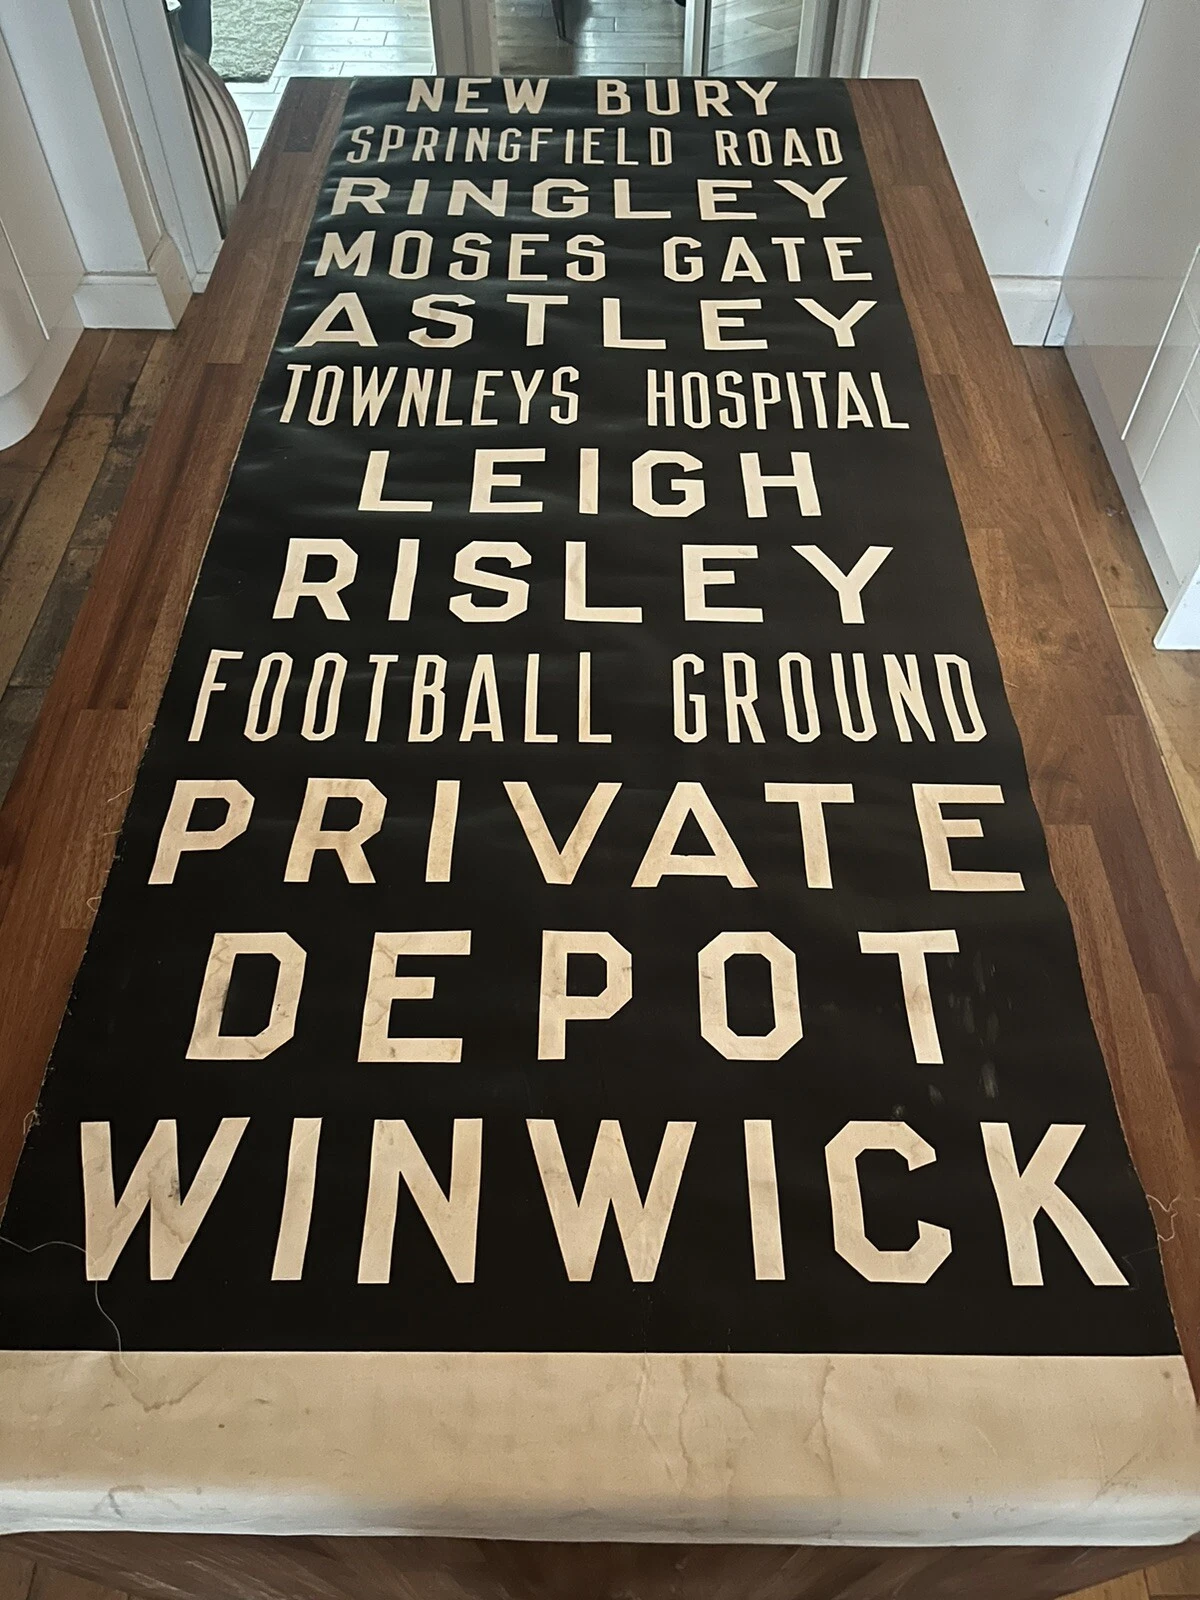 NEW BURY
SPRINGFIELD ROAD
RINGLEY
MOSES GATE
ASTLEY
TOWNLEYS HOSPITAL
LEIGH
RISLEY
FOOTBALL GROUND
PRIVATE
DEPOT
WINWICK